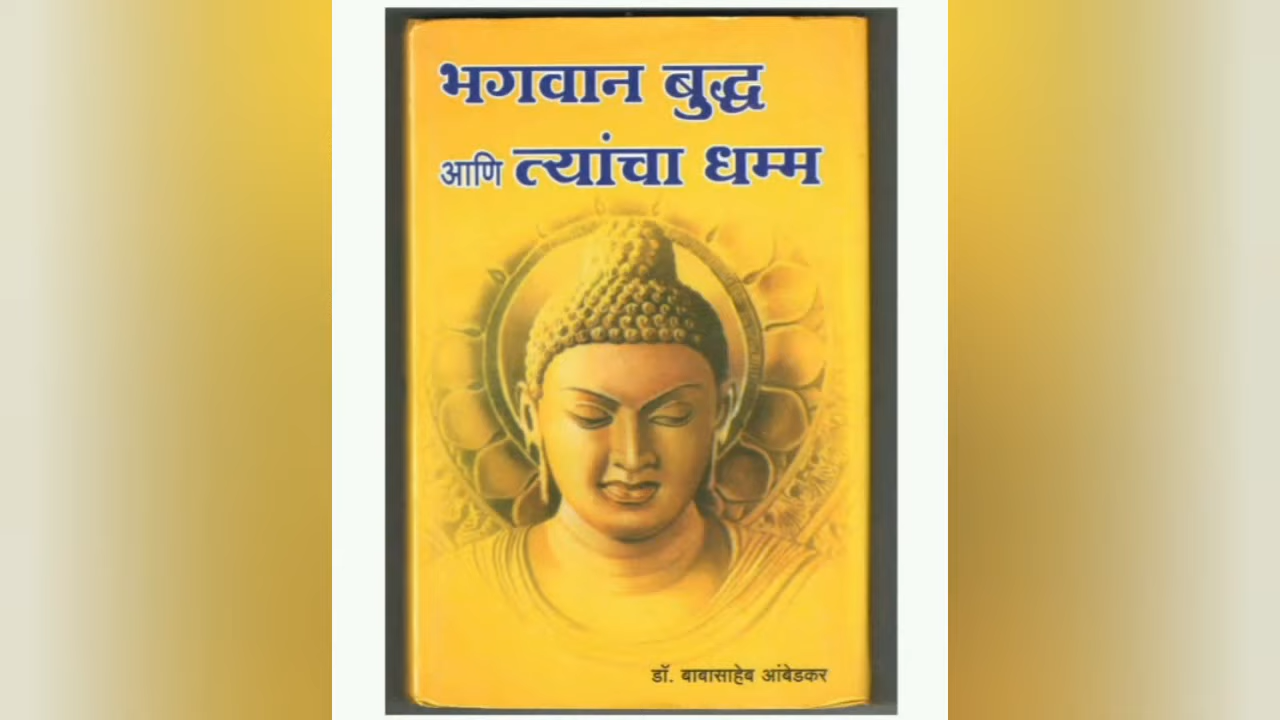 भगवान बुद्ध
आणि त्यांचा धम्म
डॉ. बाबासाहेब आंबेडकर